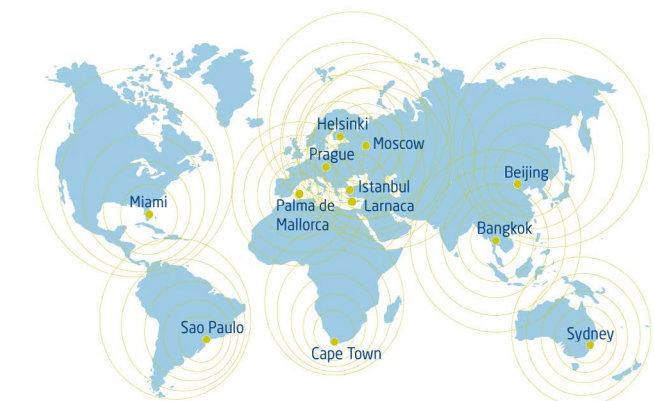 Helsinki
Moscow
Prague
Beijing
Istanbul
Miami
Palma de
Mallorca
Larnaca
Bangkok
Sao Paulo
Sydney
Cape Town